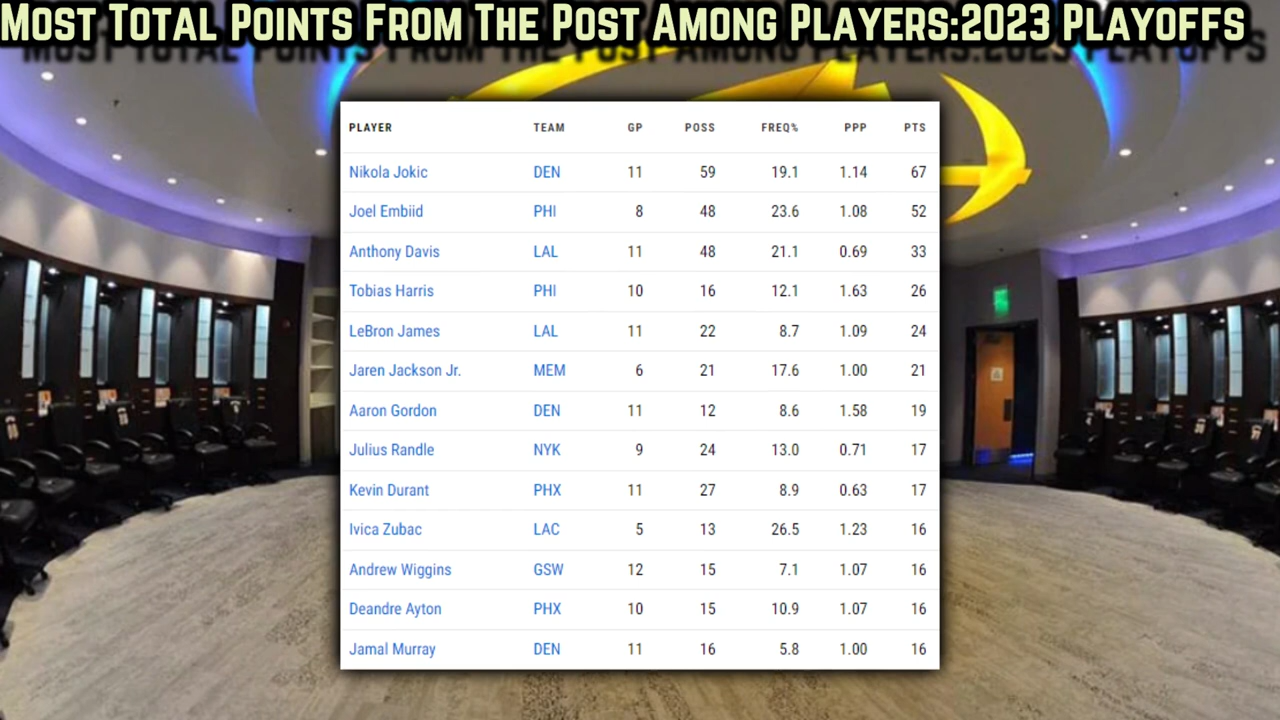 Most Total Points From The Post Among Players:2023 Playoffs
PLAYER TEAM GP POSS FREQ% PPP PTS
Nikola Jokic DEN 11 59 19.1 1.14 67
Joel Embiid PHI 8 48 23.6 1.08 52
Anthony Davis LAL 11 48 21.1 0.69 33
Tobias Harris PHI 10 16 12.1 1.63 26
LeBron James LAL 11 22 8.7 1.09 24
Jaren Jackson Jr. MEM 6 21 17.6 1.00 21
Aaron Gordon DEN 11 12 8.6 1.58 19
Julius Randle NYK 9 24 13.0 0.71 17
Kevin Durant PHX 11 27 8.9 0.63 17
Ivica Zubac LAC 5 13 26.5 1.23 16
Andrew Wiggins GSW 12 15 7.1 1.07 16
Deandre Ayton PHX 10 15 10.9 1.07 16
Jamal Murray DEN 11 16 5.8 1.00 16